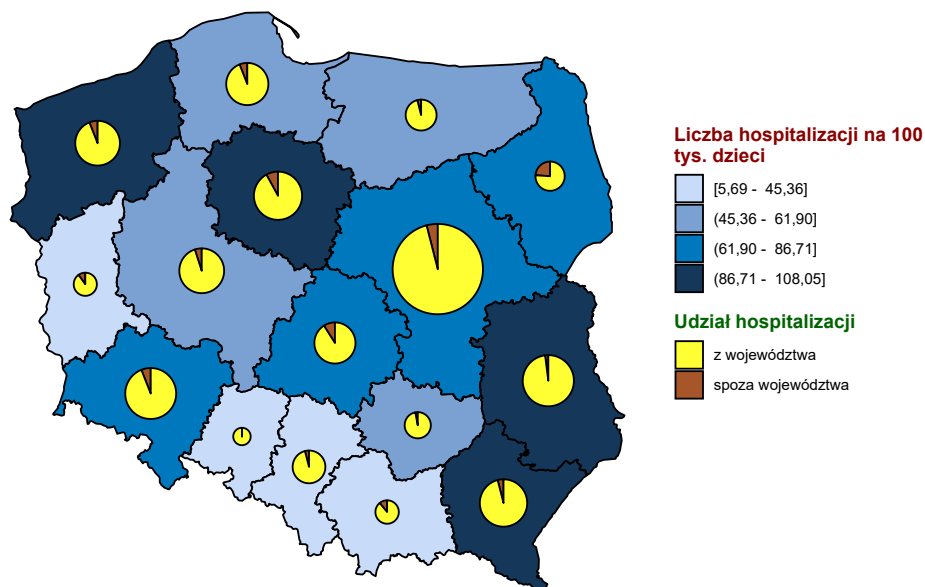 Liczba hospitalizacji na 100
tys. dzieci
[5,69 - 45,36]
(45,36 - 61,90]
(61,90 - 86,71]
(86,71 - 108,05]
Udział hospitalizacji
z województwa
spoza województwa